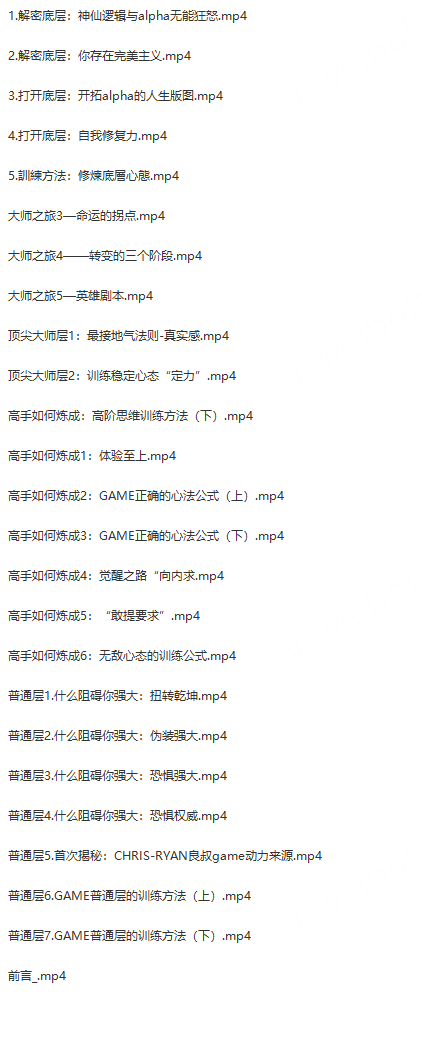 1.解密底层：神仙逻辑与alpha无能狂怒.mp4
2.解密底层：你存在完美主义.mp4
3.打开底层：开拓alpha的人生版图.mp4
4.打开底层：自我修复力.mp4
5.訓練方法：修煉底層心態.mp4
大师之旅3—命运的拐点.mp4
大师之旅4——转变的三个阶段.mp4
大师之旅5—英雄剧本.mp4
顶尖大师层1：最接地气法则-真实感.mp4
顶尖大师层2：训练稳定心态“定力”.mp4
高手如何炼成：高阶思维训练方法（下）.mp4
高手如何炼成1：体验至上.mp4
高手如何炼成2：GAME正确的心法公式（上）.mp4
高手如何炼成3：GAME正确的心法公式（下）.mp4
高手如何炼成4：觉醒之路“向内求.mp4
高手如何炼成5：“敢提要求”.mp4
高手如何炼成6：无敌心态的训练公式.mp4
普通层1.什么阻碍你强大：扭转乾坤.mp4
普通层2.什么阻碍你强大：伪装强大.mp4
普通层3.什么阻碍你强大：恐惧强大.mp4
普通层4.什么阻碍你强大：恐惧权威.mp4
普通层5.首次揭秘：CHRIS-RYAN良叔game动力来源.mp4
普通层6.GAME普通层的训练方法（上）.mp4
普通层7.GAME普通层的训练方法（下）.mp4
前言_.mp4